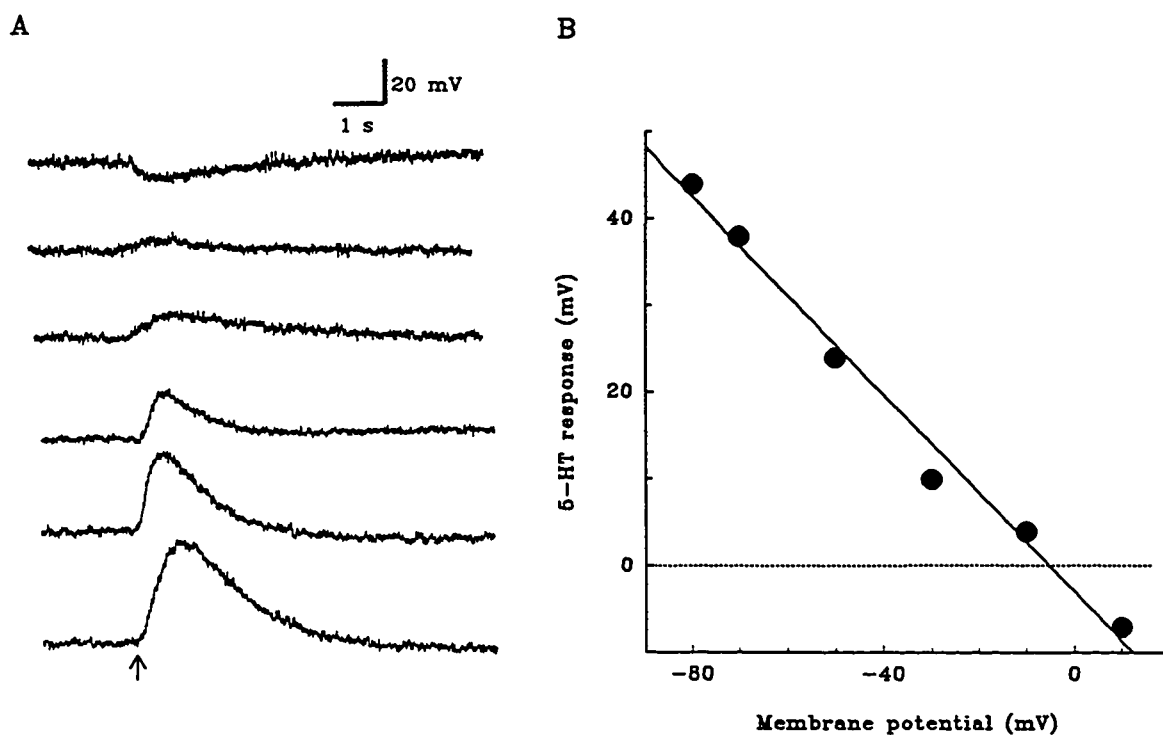 A
20 mV
1 s
B
5-HT response (mV)
40
20
0
-80
-40
0
Membrane potential (mV)